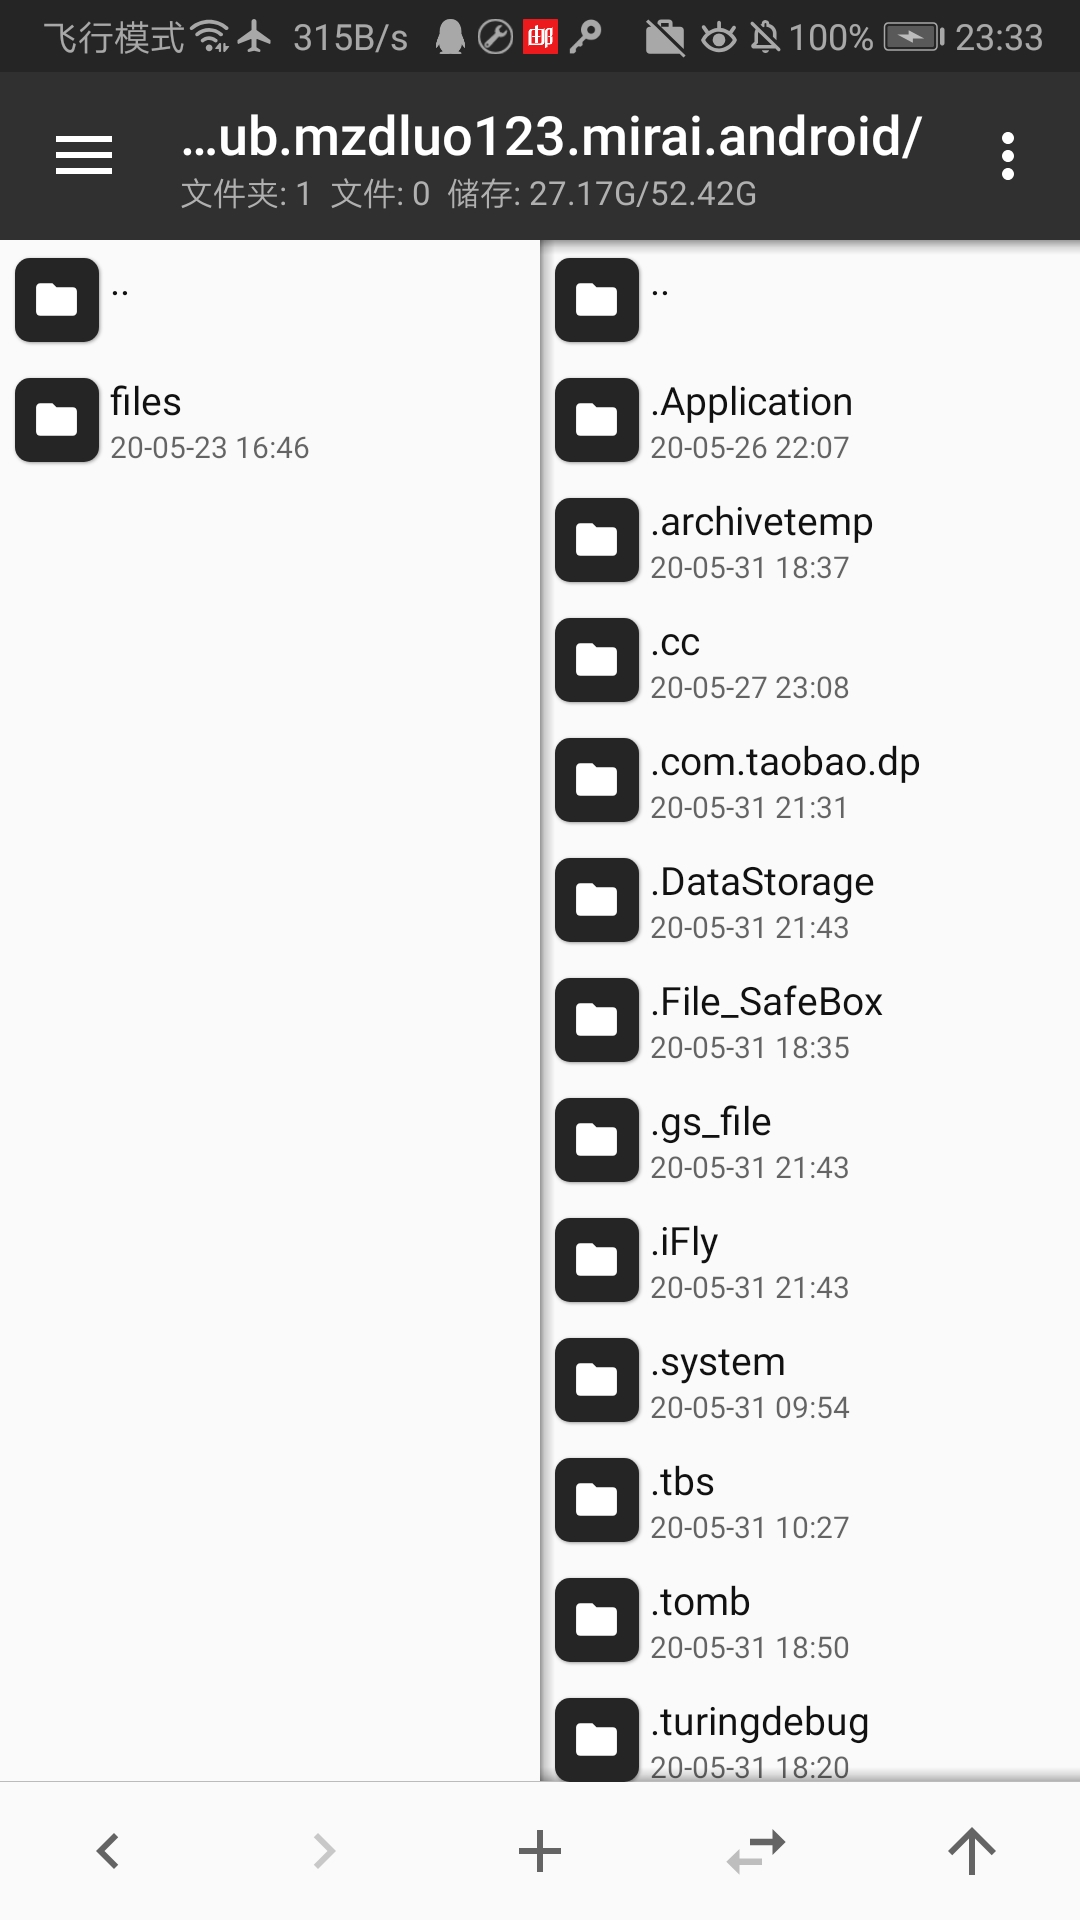 飞行模式 315B/s 邮 100% 23:33
...ub.mzdluo123.mirai.android/
文件夹: 1 文件: 0 储存: 27.17G/52.42G
..
files
20-05-23 16:46
..
.Application
20-05-26 22:07
.archivetemp
20-05-31 18:37
.cc
20-05-27 23:08
.com.taobao.dp
20-05-31 21:31
.DataStorage
20-05-31 21:43
.File_SafeBox
20-05-31 18:35
.gs_file
20-05-31 21:43
.iFly
20-05-31 21:43
.system
20-05-31 09:54
.tbs
20-05-31 10:27
.tomb
20-05-31 18:50
.turingdebug
20-05-31 18:20